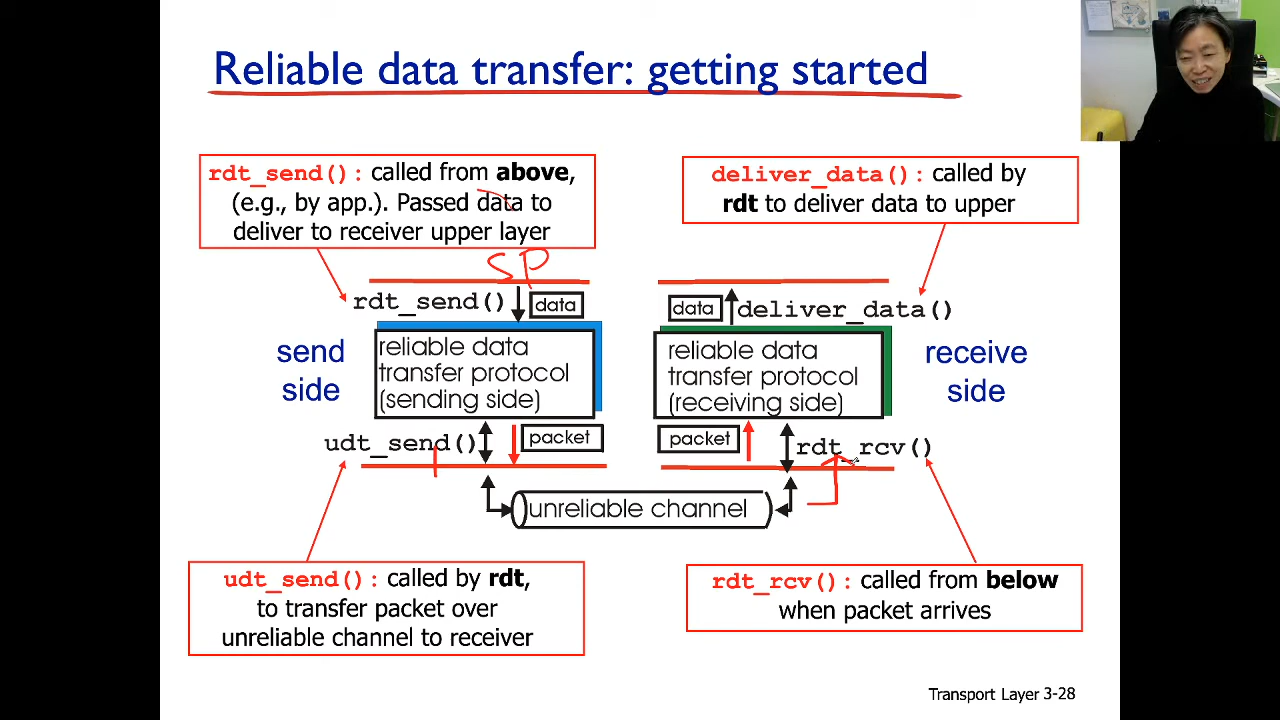 Reliable data transfer: getting started
rdt_send(): called from above,
(e.g., by app.). Passed data to
deliver to receiver upper layer
deliver_data(): called by
rdt to deliver data to upper
SP
rdt_send()
data
data
deliver_data()
send
side
reliable data
transfer protocol
(sending side)
reliable data
transfer protocol
(receiving side)
receive
side
udt_send()
packet
packet
rdt_rcv()
unreliable channel
udt_send(): called by rdt,
to transfer packet over
unreliable channel to receiver
rdt_rcv(): called from below
when packet arrives
Transport Layer 3-28